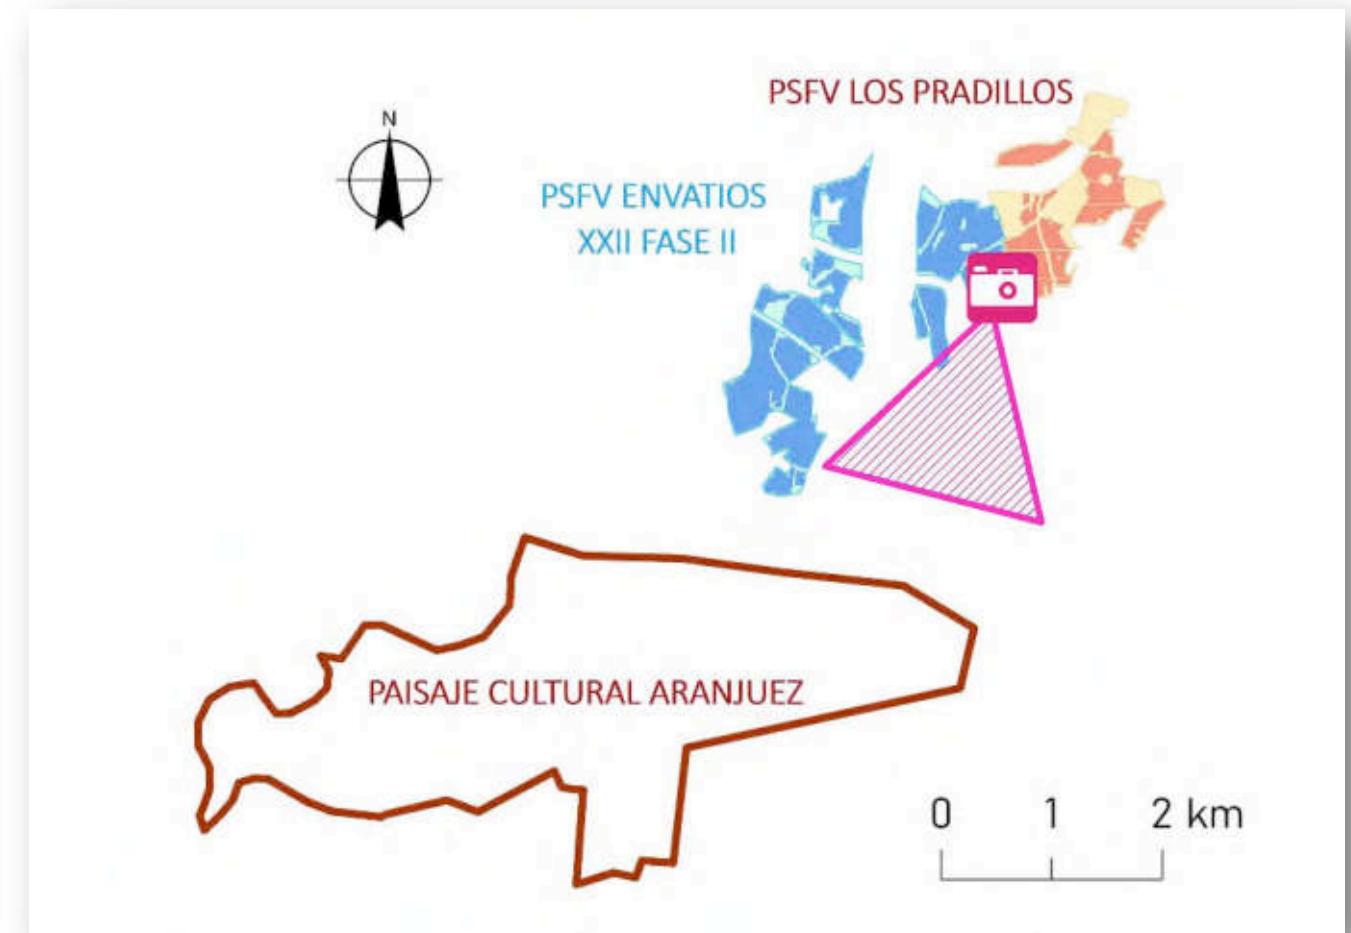 PSFV LOS PRADILLOS
N
PSFV ENVATIOS
XXII FASE II
PAISAJE CULTURAL ARANJUEZ
0 1 2 km